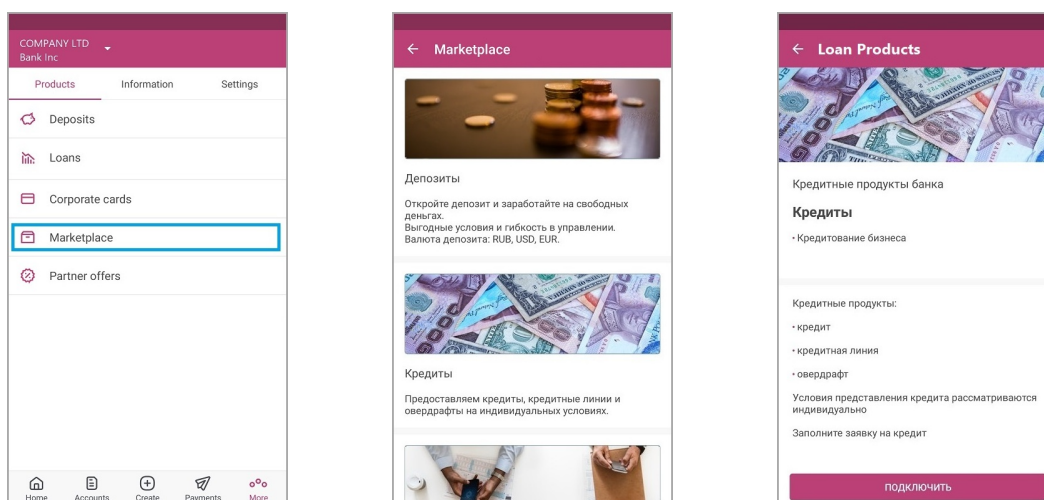 COMPANY LTD
Bank Inc
Products Information Settings
Deposits
Loans
Corporate cards
Marketplace
Partner offers
Home Accounts Create Payments More
Marketplace
Депозиты
Откройте депозит и заработайте на свободных
деньгах.
Выгодные условия и гибкость в управлении.
Валюта депозита: RUB, USD, EUR.
Кредиты
Предоставляем кредиты, кредитные линии и
овердрафты на индивидуальных условиях.
Loan Products
Кредитные продукты банка
Кредиты
• Кредитование бизнеса
Кредитные продукты:
• кредит
• кредитная линия
• овердрафт
Условия представления кредита рассматриваются
индивидуально
Заполните заявку на кредит
ПОДКЛЮЧИТЬ